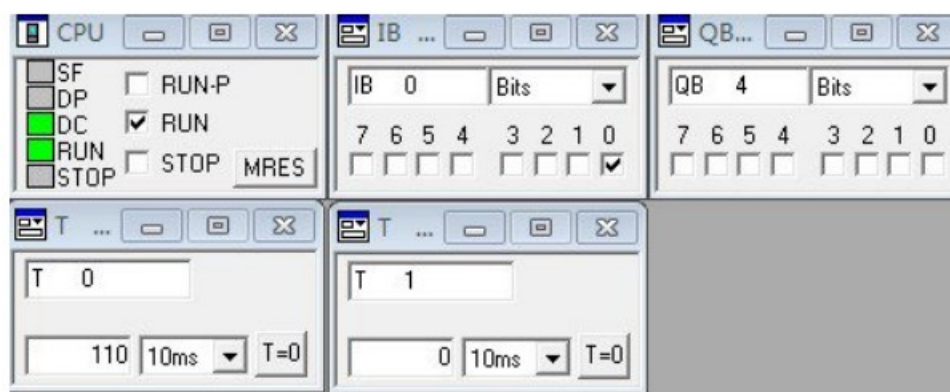 CPU
SF
DP
DC
RUN
STOP
RUN-P
RUN
STOP
MRES
IB ...
IB 0 Bits
7 6 5 4 3 2 1 0
QB...
QB 4 Bits
7 6 5 4 3 2 1 0
T ...
T 0
110 10ms T=0
T ...
T 1
0 10ms T=0